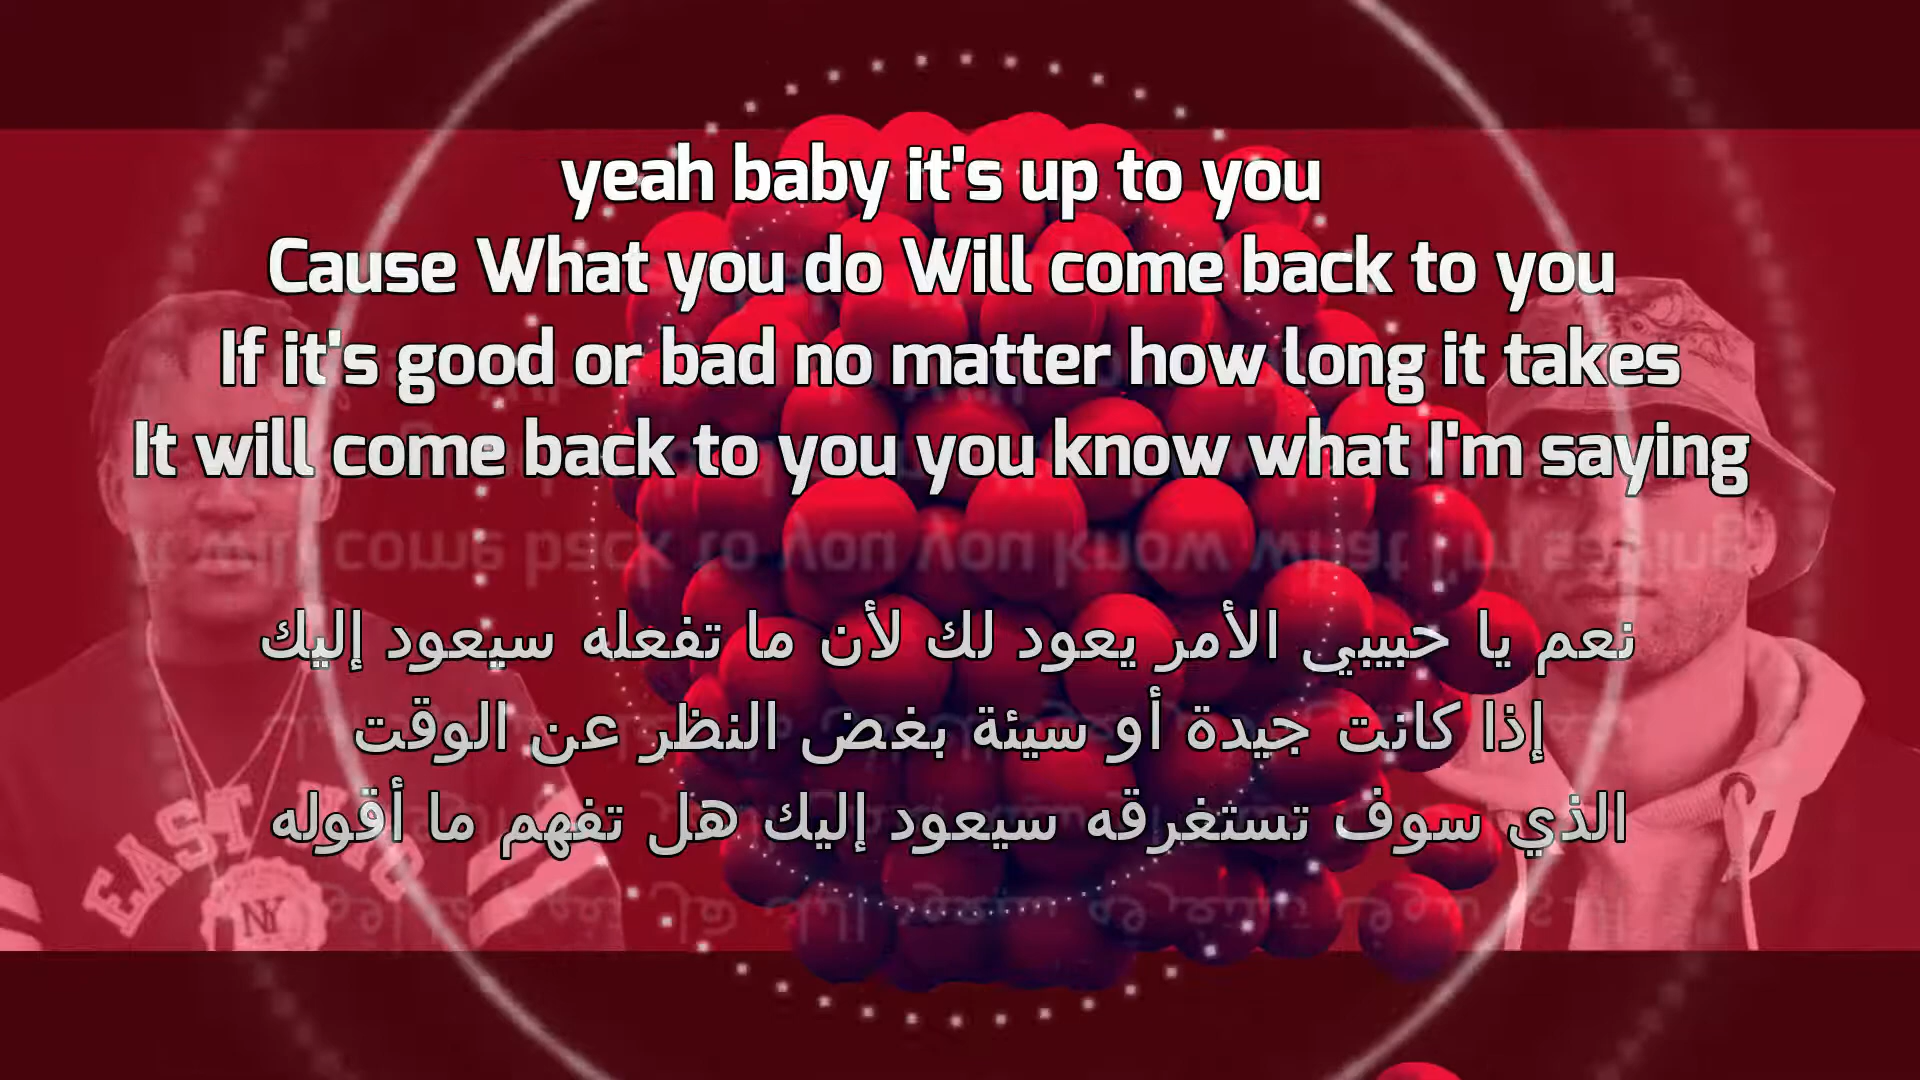 yeah baby it's up to you
Cause What you do Will come back to you
If it's good or bad no matter how long it takes
It will come back to you you know what I'm saying
نعم يا حبيبي الأمر يعود لك لأن ما تفعله سيعود إليك
إذا كانت جيدة أو سيئة بغض النظر عن الوقت
الذي سوف تستغرقه سيعود إليك هل تفهم ما أقوله
EAST
NY